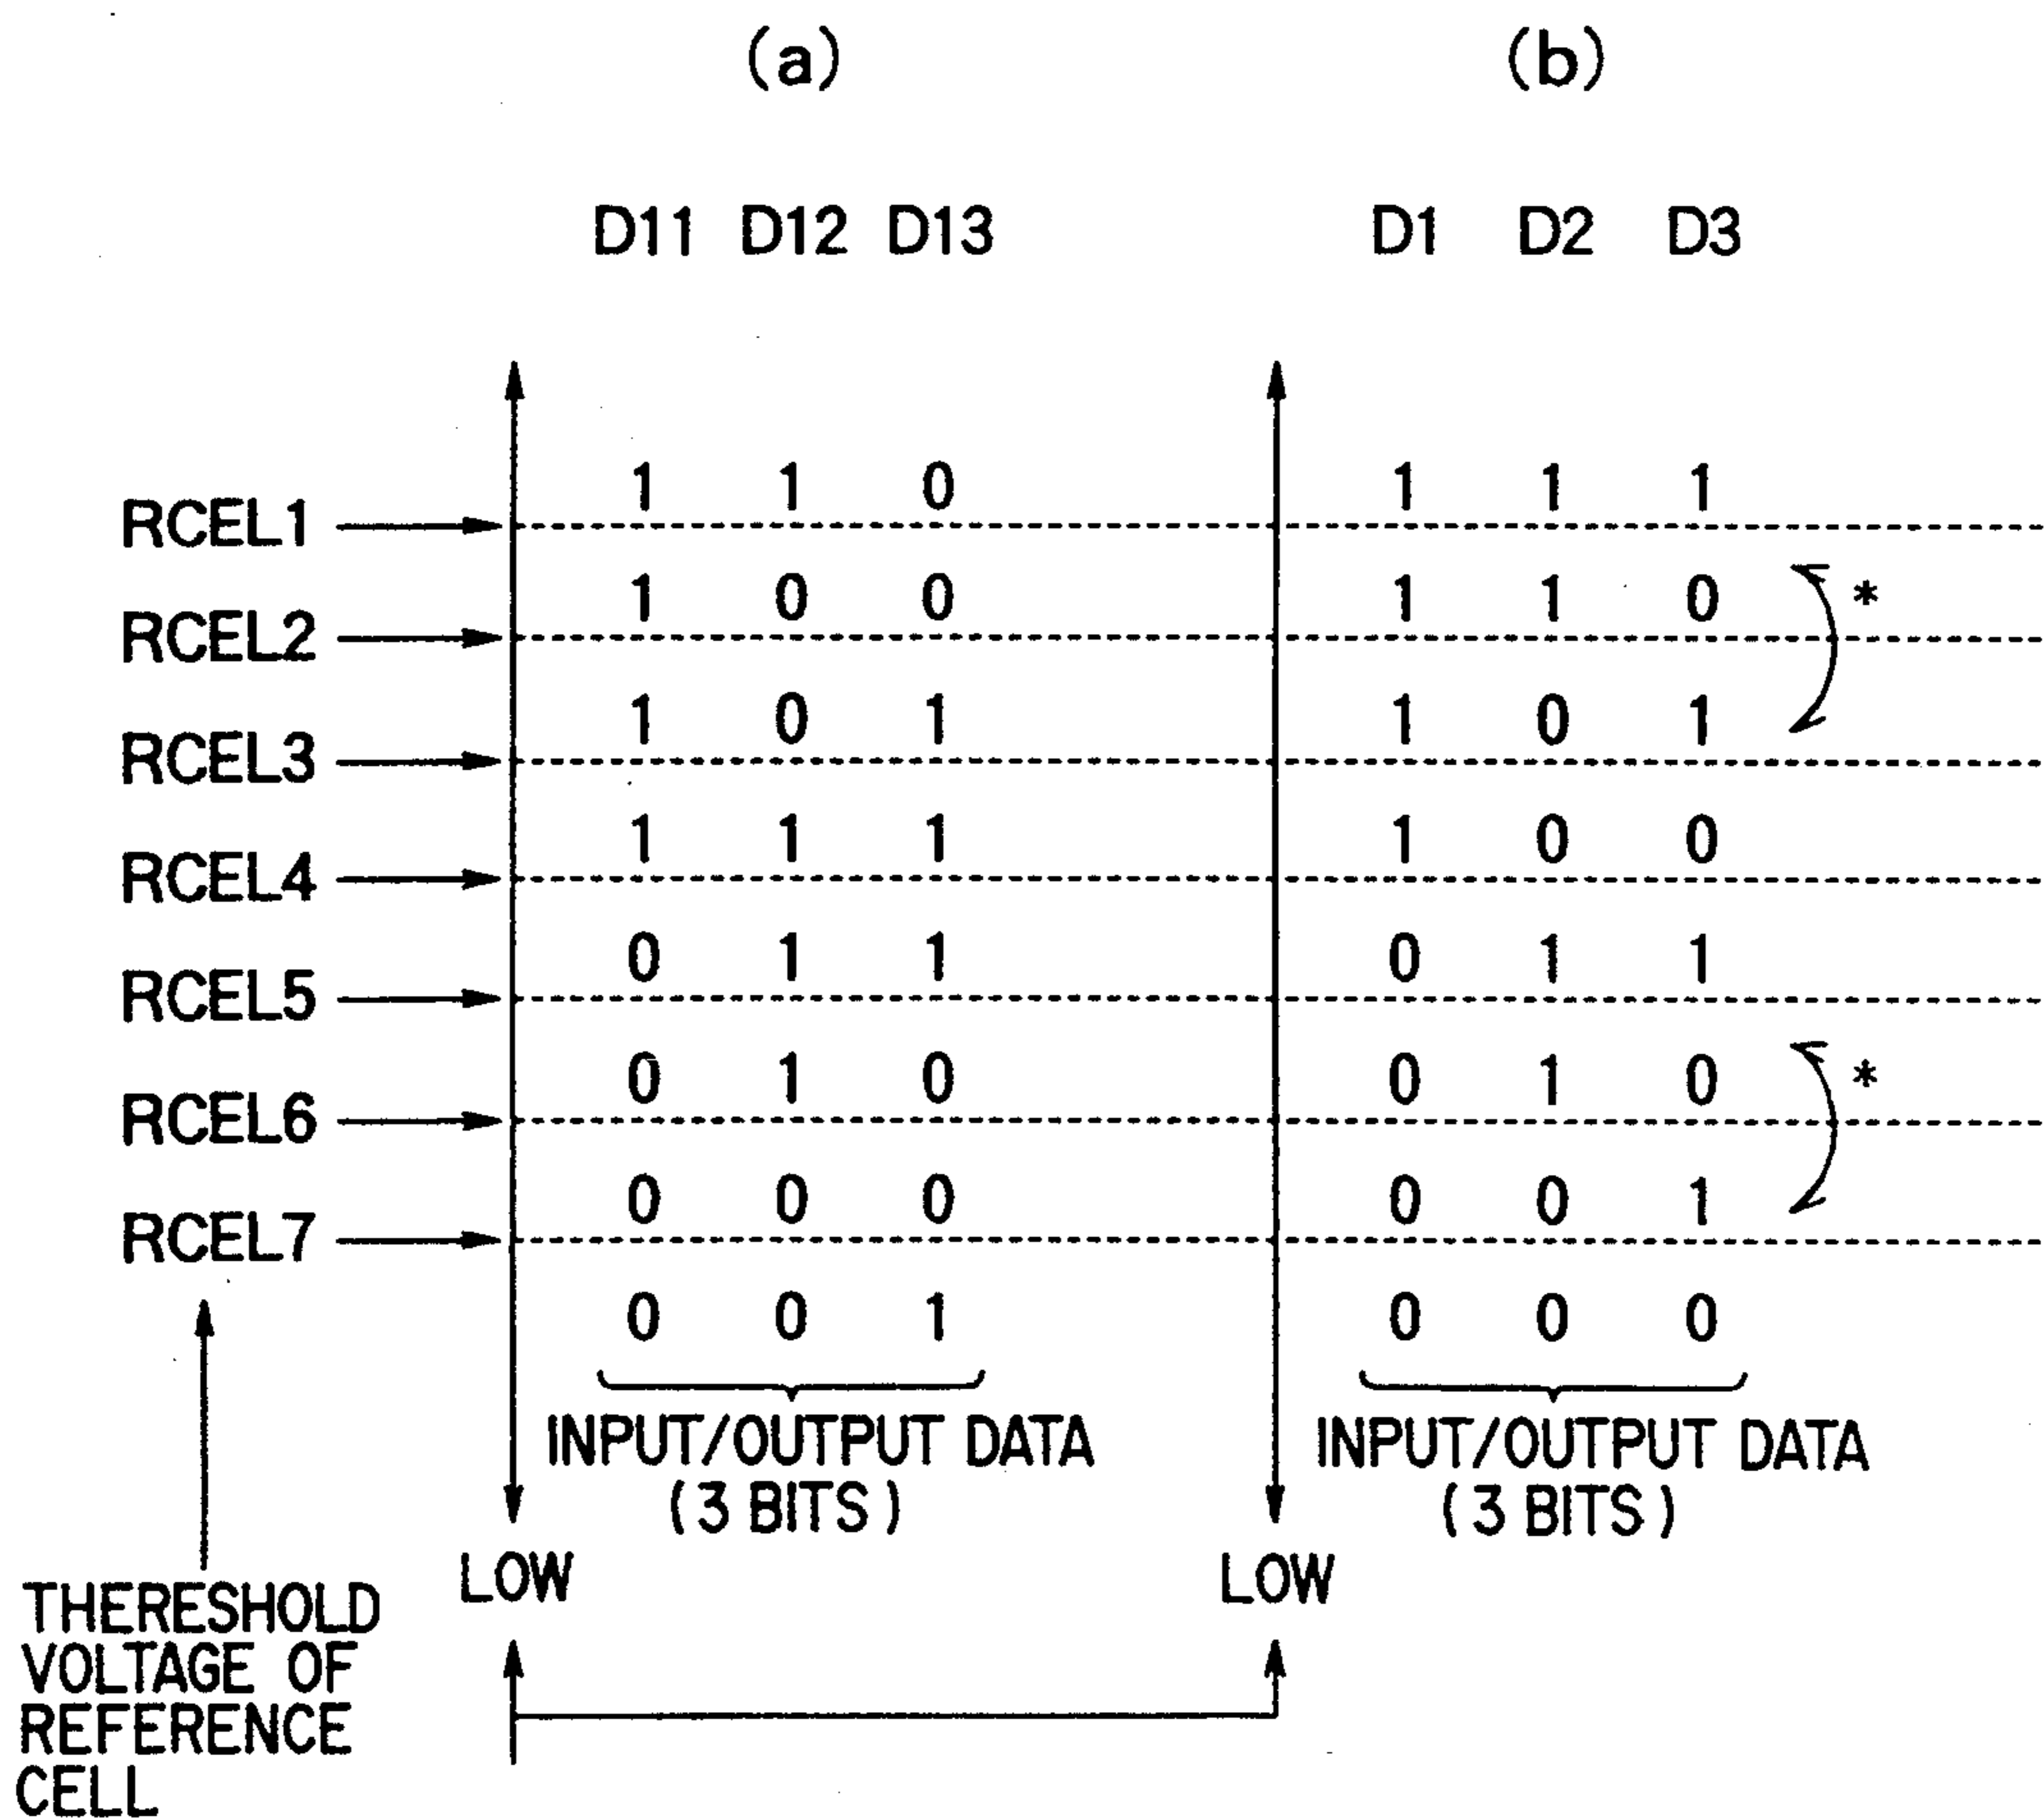 (a) (b)
D11 D12 D13 D1 D2 D3
1 1 0 1 1 1
RCEL1
1 0 0 1 1 0 *
RCEL2
1 0 1 1 0 1
RCEL3
1 1 1 1 0 0
RCEL4
0 1 1 0 1 1
RCEL5
0 1 0 0 1 0 *
RCEL6
0 0 0 0 0 1
RCEL7
0 0 1 0 0 0
INPUT/OUTPUT DATA INPUT/OUTPUT DATA
(3 BITS) (3 BITS)
LOW LOW
THERESHOLD
VOLTAGE OF
REFERENCE
CELL